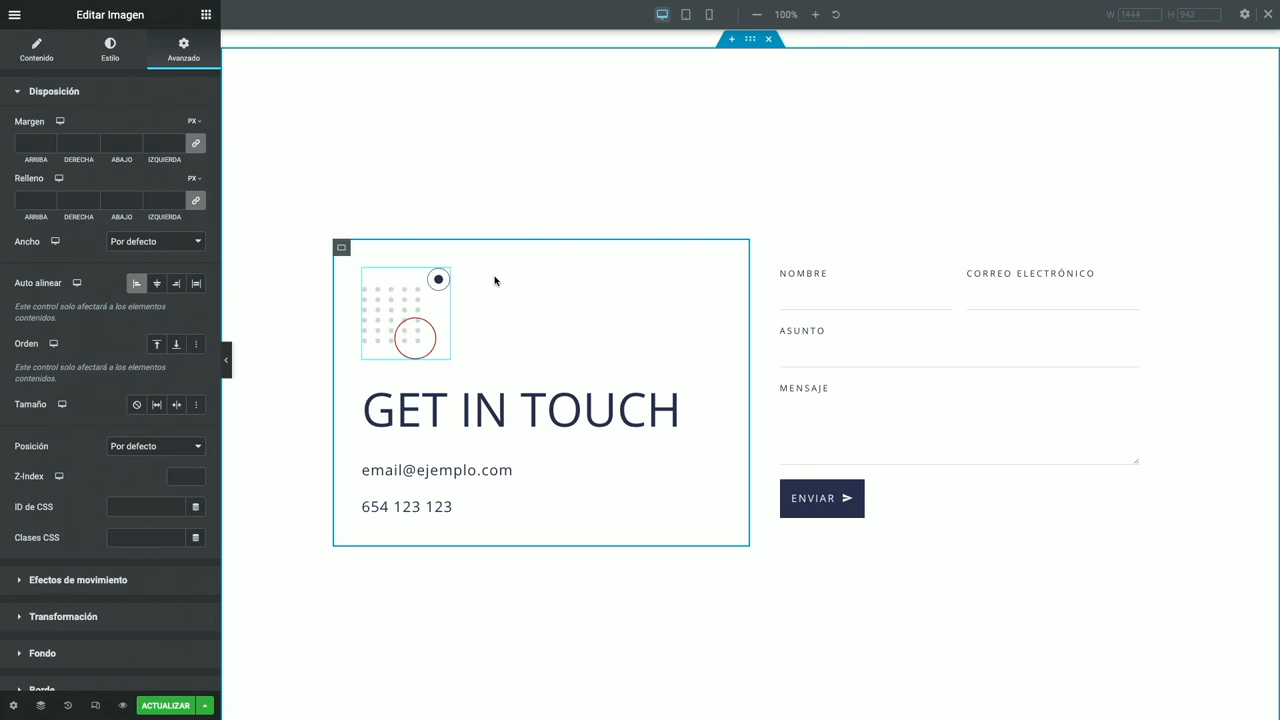 Editar Imagen
100%
W 1444 H 942
Contenido Estilo Avanzado
Disposición
Margen PX
ARRIBA DERECHA ABAJO IZQUIERDA
Relleno PX
ARRIBA DERECHA ABAJO IZQUIERDA
Ancho Por defecto
Auto alinear
Este control solo afectará a los elementos
contenidos.
Orden
Este control solo afectará a los elementos
contenidos.
Tamaño
Posición Por defecto
Z-Index
ID de CSS
Clases CSS
Efectos de movimiento
Transformación
Fondo
Borde
ACTUALIZAR
GET IN TOUCH
email@ejemplo.com
654 123 123
NOMBRE CORREO ELECTRÓNICO
ASUNTO
MENSAJE
ENVIAR